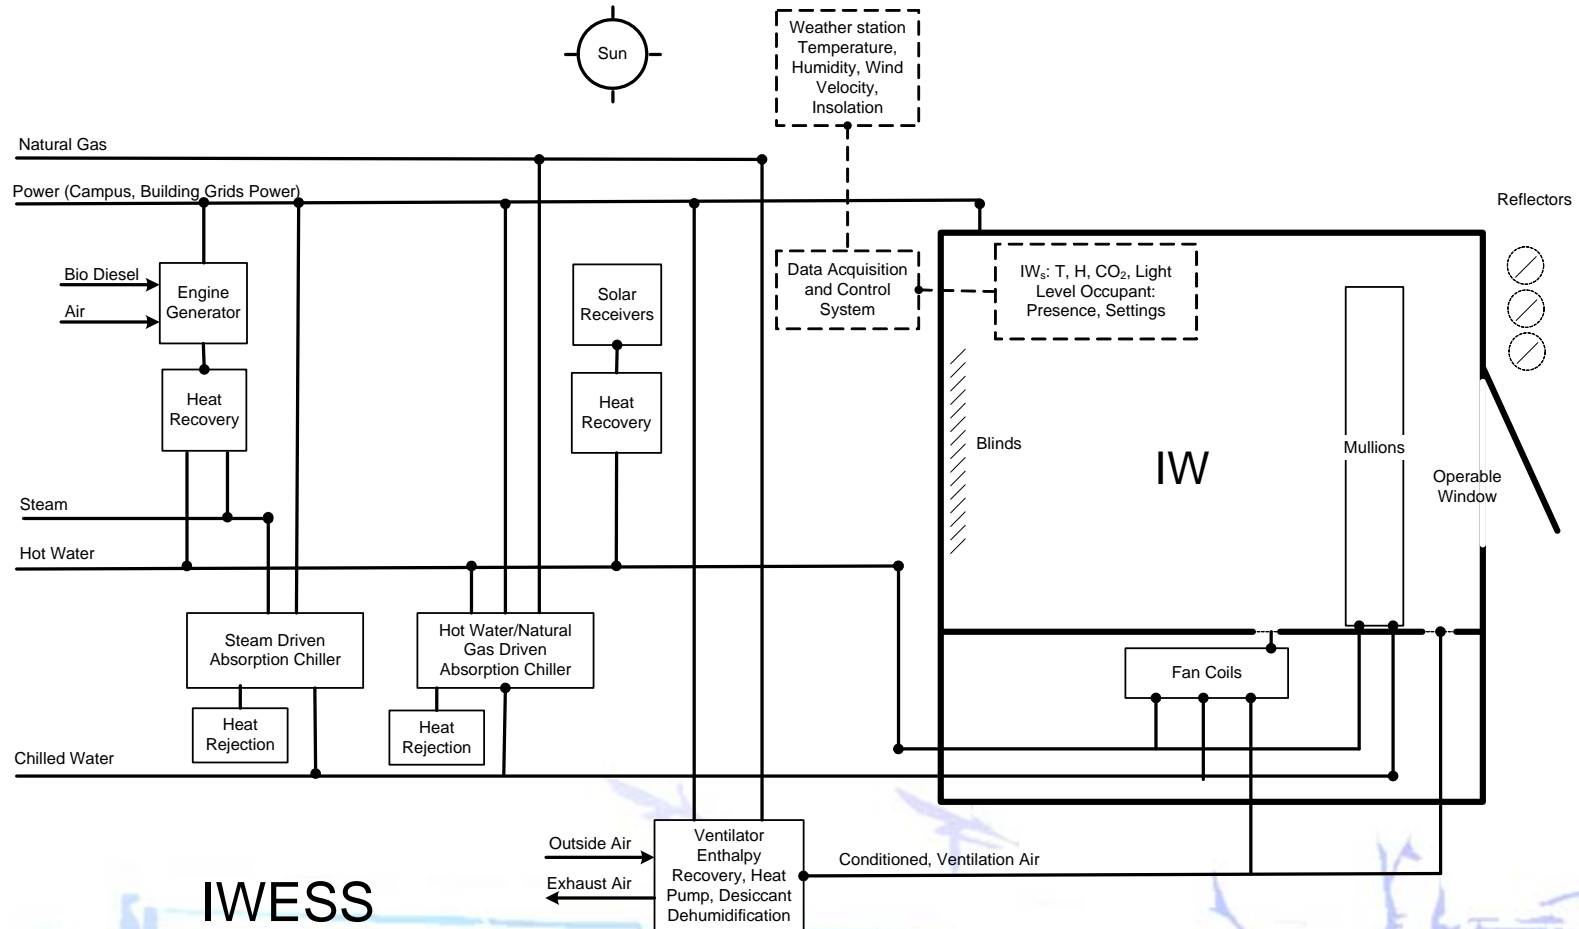 Sun
Weather station
Temperature,
Humidity, Wind
Velocity,
Insolation
Natural Gas
Power (Campus, Building Grids Power)
Reflectors
Bio Diesel
Air
Engine
Generator
Solar
Receivers
Data Acquisition
and Control
System
IWₛ: T, H, CO₂, Light
Level Occupant:
Presence, Settings
Heat
Recovery
Heat
Recovery
Blinds
IW
Mullions
Operable
Window
Steam
Hot Water
Steam Driven
Absorption Chiller
Hot Water/Natural
Gas Driven
Absorption Chiller
Fan Coils
Heat
Rejection
Heat
Rejection
Chilled Water
Outside Air
Exhaust Air
Ventilator
Enthalpy
Recovery, Heat
Pump, Desiccant
Dehumidification
Conditioned, Ventilation Air
IWESS